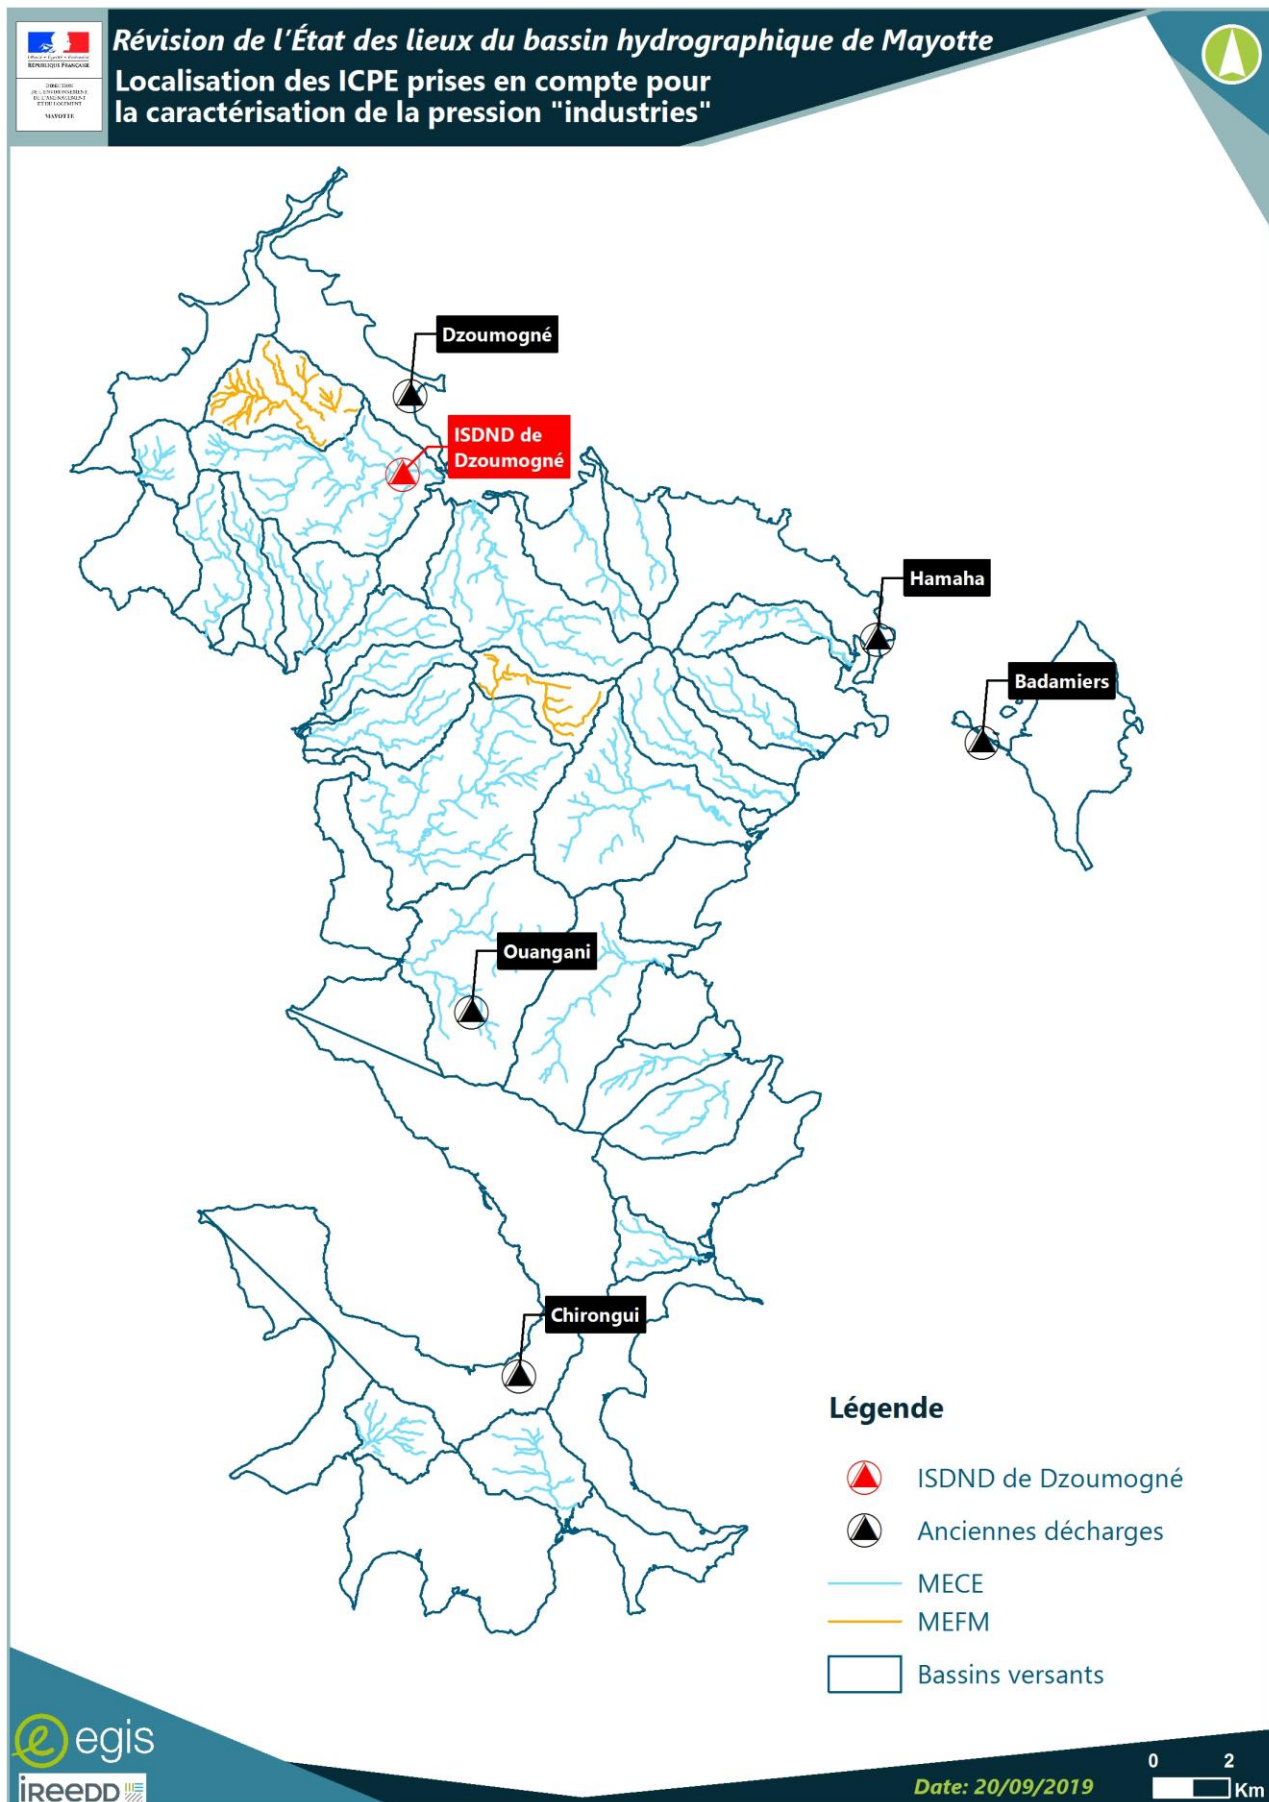 Révision de l'État des lieux du bassin hydrographique de Mayotte
Localisation des ICPE prises en compte pour
la caractérisation de la pression "industries"
RÉPUBLIQUE FRANÇAISE
MAYOTTE
Dzoumogné
ISDND de
Dzoumogné
Hamaha
Badamiers
Ouangani
Chirongui
Légende
ISDND de Dzoumogné
Anciennes décharges
MECE
MEFM
Bassins versants
egis
iReeDD
Date: 20/09/2019
0 2
Km